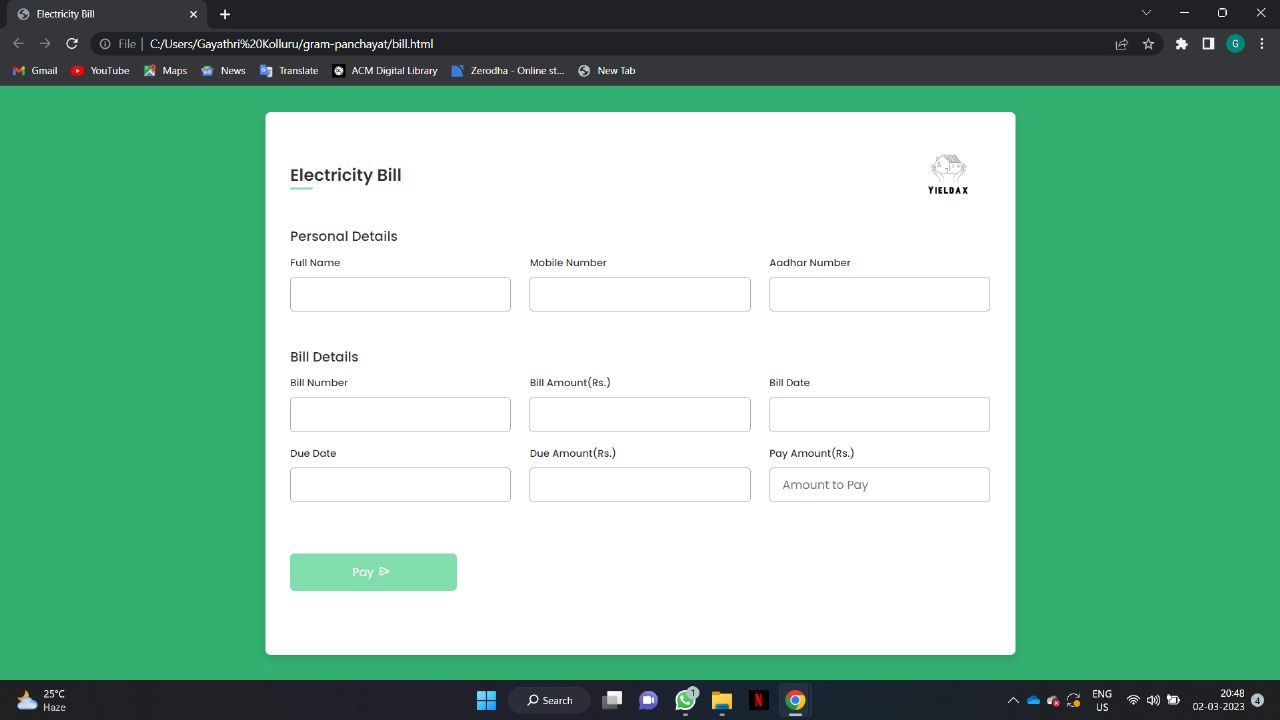 Electricity Bill
File | C:/Users/Gayathri%20Kolluru/gram-panchayat/bill.html
G
Gmail YouTube Maps News Translate ACM Digital Library Zerodha - Online st... New Tab
Electricity Bill
YIELDAX
Personal Details
Full Name Mobile Number Aadhar Number
Bill Details
Bill Number Bill Amount(Rs.) Bill Date
Due Date Due Amount(Rs.) Pay Amount(Rs.)
Amount to Pay
Pay
25°C
Haze
Search
1
N
ENG
US
20:48
02-03-2023
4